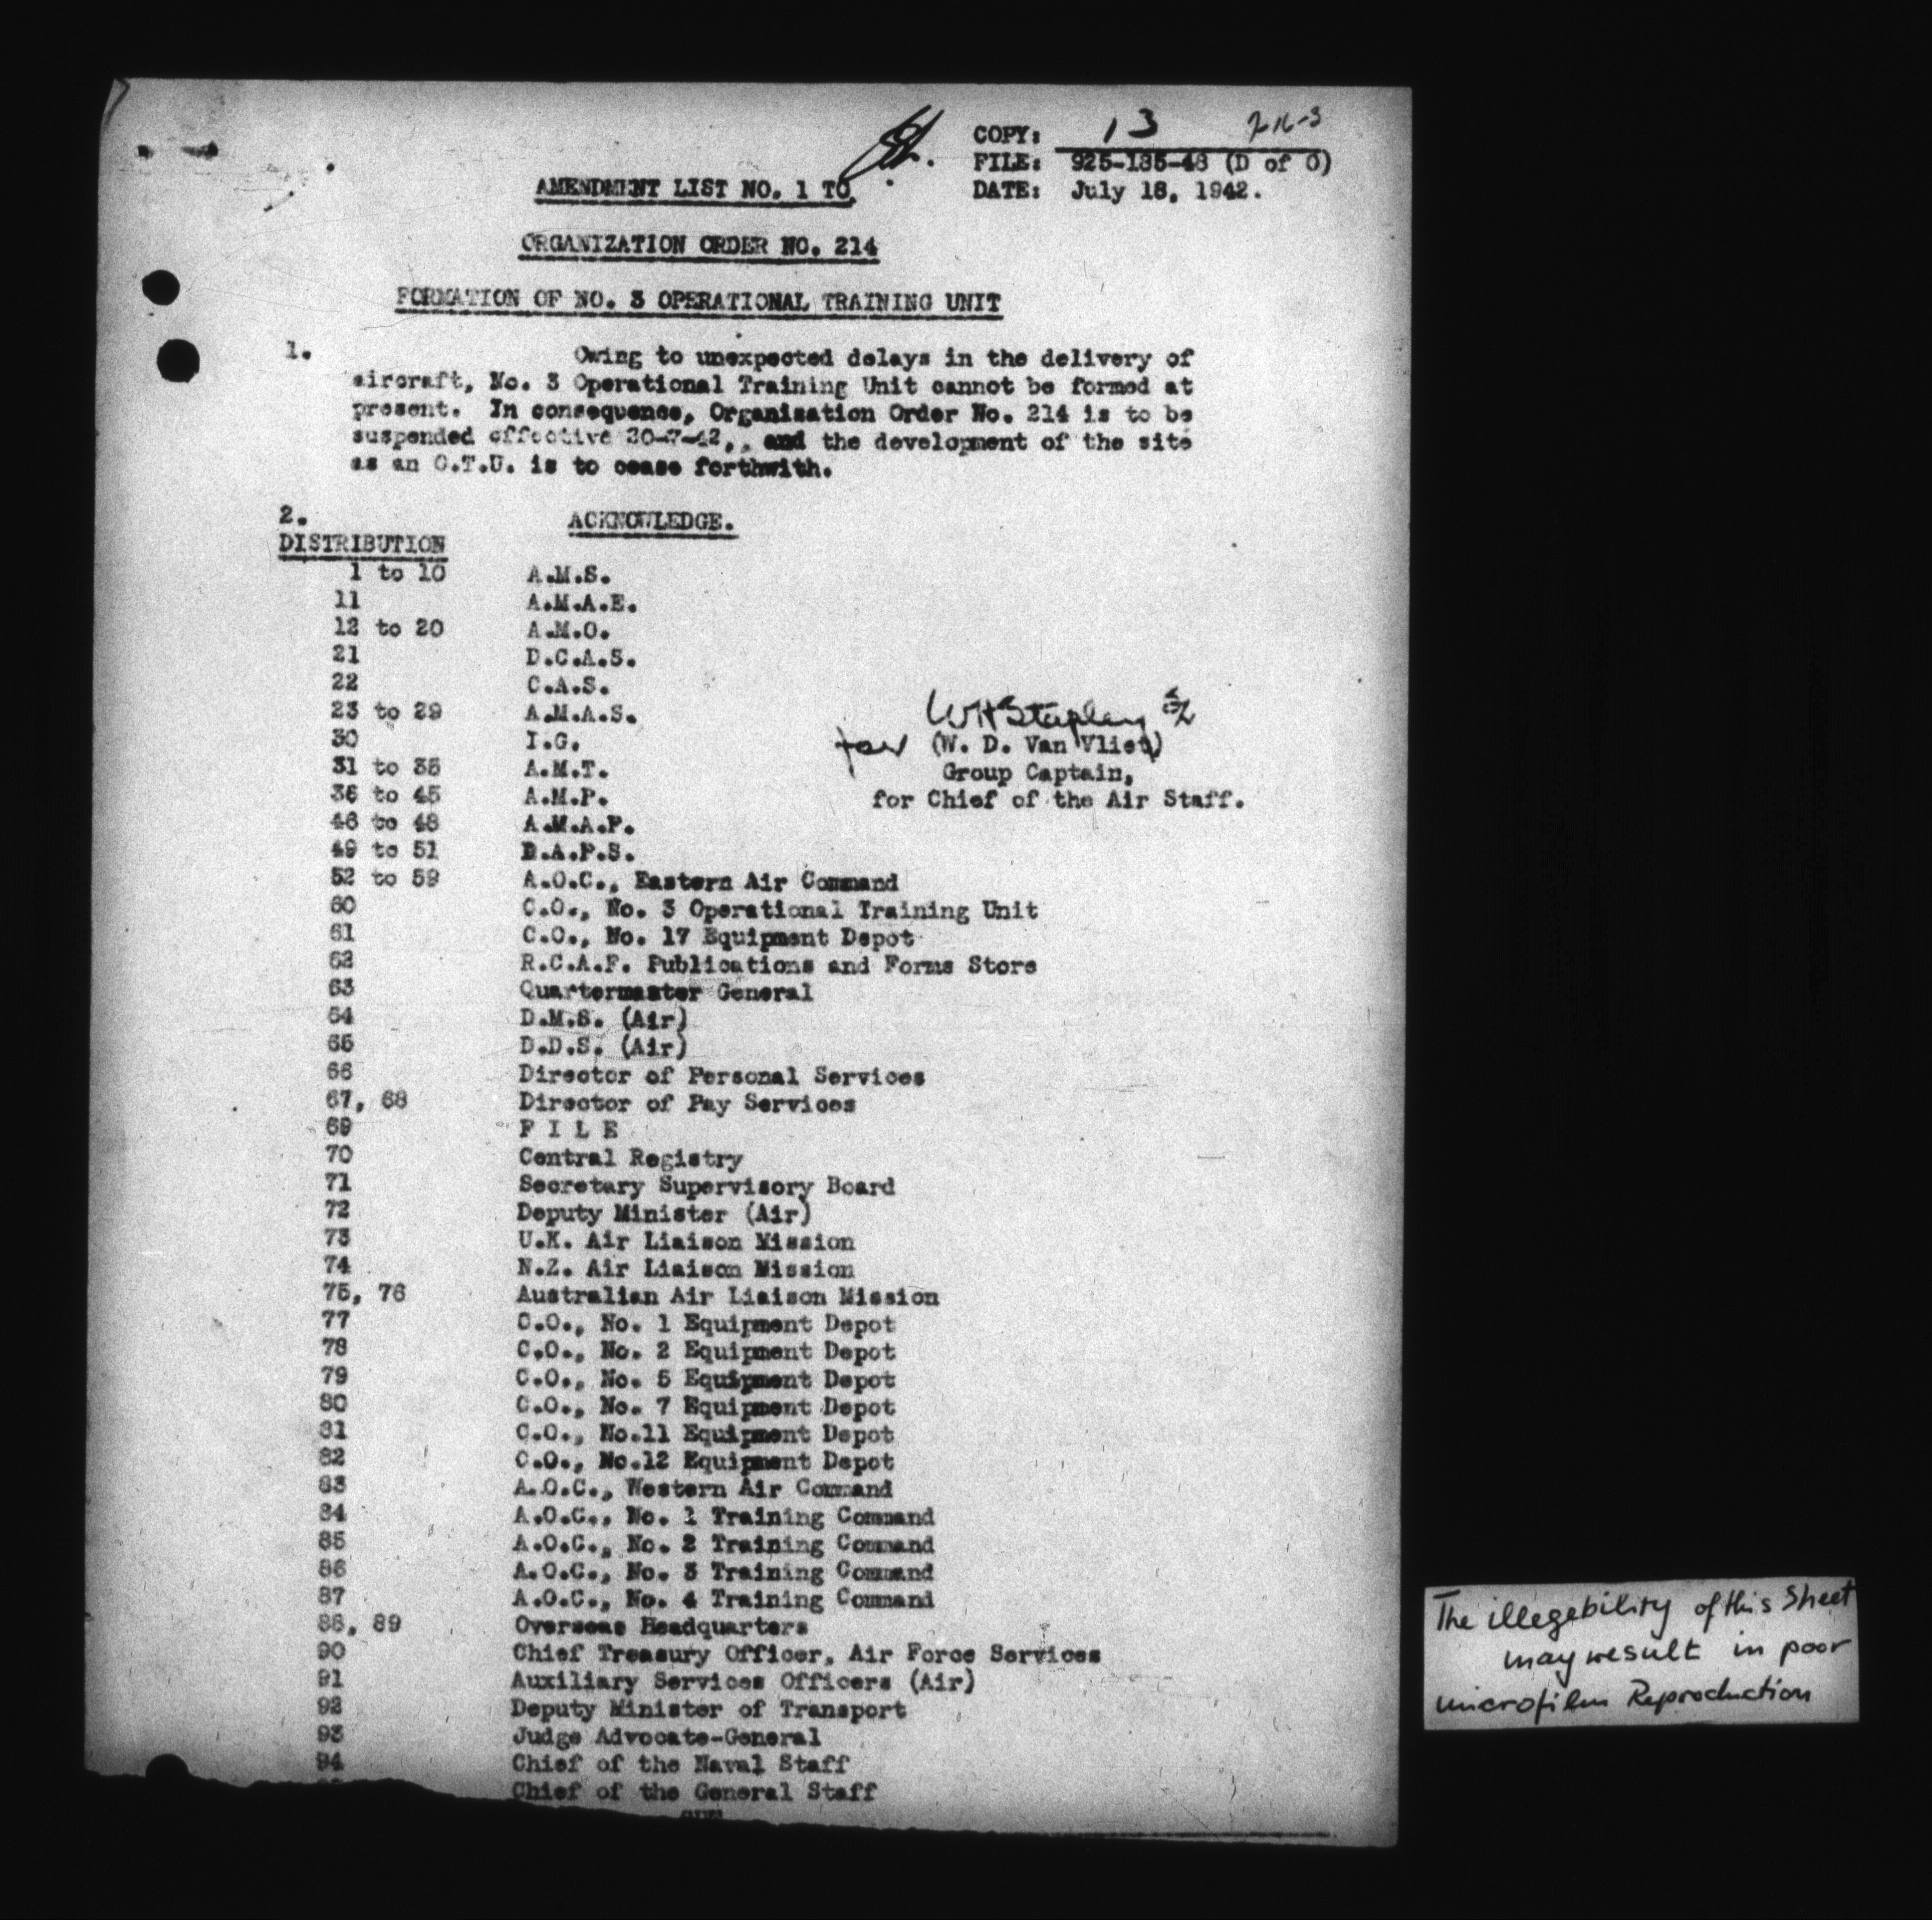 COPY: 13
FILE: 925-135-48 (D of O)
DATE: July 18, 1942.
AMENDMENT LIST NO. 1 TO
ORGANIZATION ORDER NO. 214
FORMATION OF NO. 3 OPERATIONAL TRAINING UNIT
1. Owing to unexpected delays in the delivery of
aircraft, No. 3 Operational Training Unit cannot be formed at
present. In consequence, Organization Order No. 214 is to be
suspended effective 20-7-42,, and the development of the site
as an O.T.U. is to cease forthwith.
2. ACKNOWLEDGE.
DISTRIBUTION
1 to 10 A.M.S.
11 A.M.A.E.
12 to 20 A.M.O.
21 D.C.A.S.
22 C.A.S.
23 to 29 A.M.A.S.
30 I.G.
31 to 35 A.M.T.
36 to 45 A.M.P.
46 to 48 A.M.A.F.
49 to 51 D.A.P.S.
52 to 59 A.O.C., Eastern Air Command
WH Stapley
for (W. D. Van Vliet)
Group Captain,
for Chief of the Air Staff.
60 C.O., No. 3 Operational Training Unit
61 C.O., No. 17 Equipment Depot
62 R.C.A.F. Publications and Forms Store
63 Quartermaster General
64 D.M.S. (Air)
65 D.D.S. (Air)
66 Director of Personal Services
67, 68 Director of Pay Services
69 F I L E
70 Central Registry
71 Secretary Supervisory Board
72 Deputy Minister (Air)
73 U.K. Air Liaison Mission
74 N.Z. Air Liaison Mission
75, 76 Australian Air Liaison Mission
77 C.O., No. 1 Equipment Depot
78 C.O., No. 2 Equipment Depot
79 C.O., No. 5 Equipment Depot
80 C.O., No. 7 Equipment Depot
81 C.O., No.11 Equipment Depot
82 C.O., No.12 Equipment Depot
83 A.O.C., Western Air Command
84 A.O.C., No. 1 Training Command
85 A.O.C., No. 2 Training Command
86 A.O.C., No. 3 Training Command
87 A.O.C., No. 4 Training Command
88, 89 Overseas Headquarters
90 Chief Treasury Officer, Air Force Services
91 Auxiliary Services Officers (Air)
92 Deputy Minister of Transport
93 Judge Advocate-General
94 Chief of the Naval Staff
Chief of the General Staff
The illegebility of this Sheet
may result in poor
microfilm Reproduction